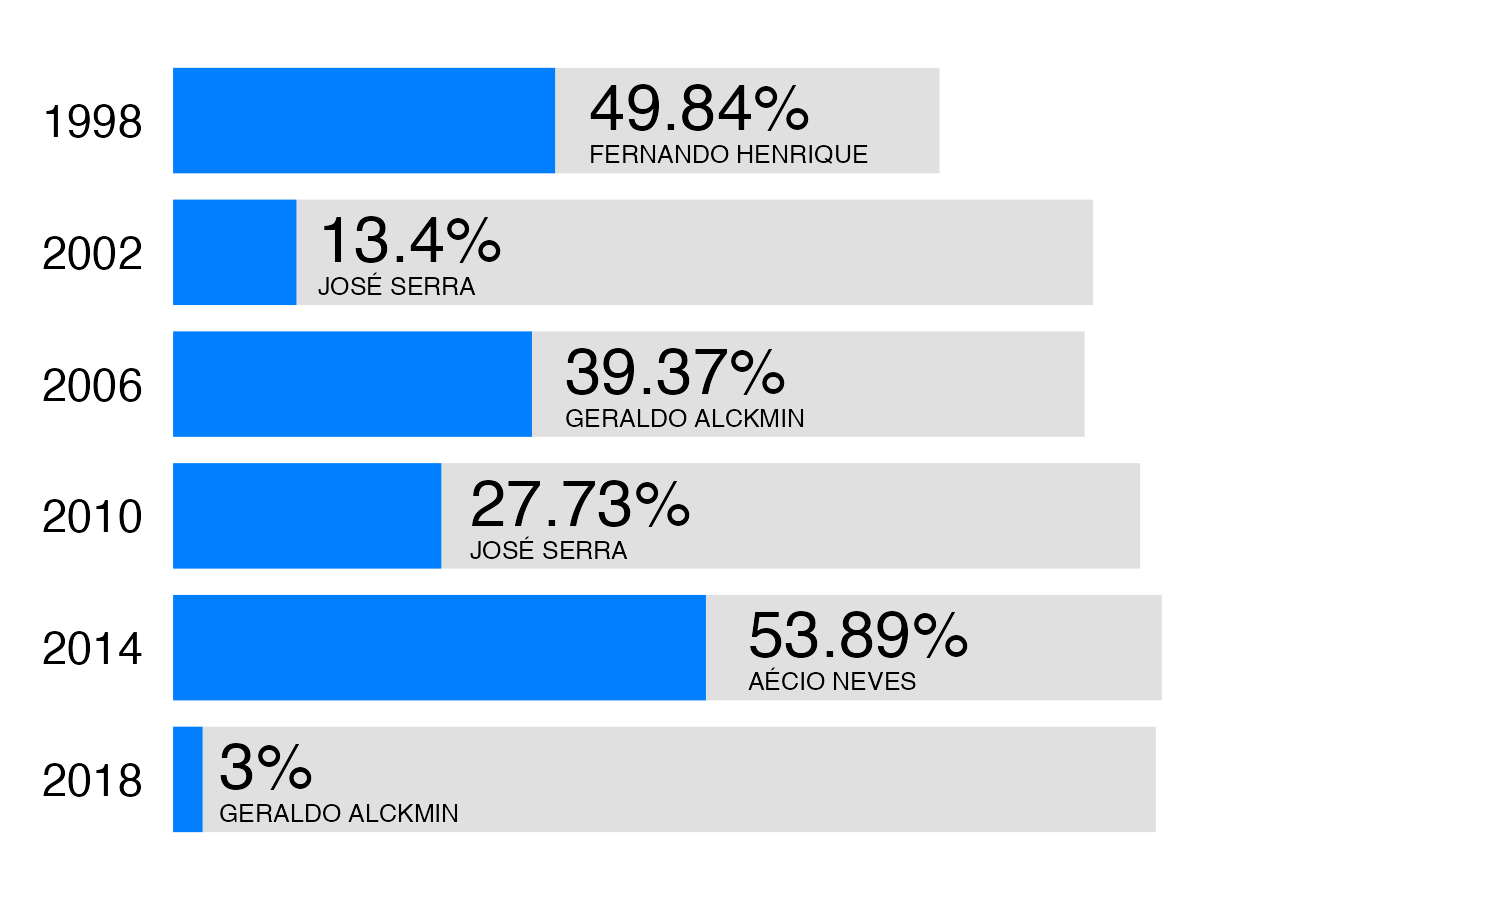 1998
49.84%
FERNANDO HENRIQUE
2002
13.4%
JOSÉ SERRA
2006
39.37%
GERALDO ALCKMIN
2010
27.73%
JOSÉ SERRA
2014
53.89%
AÉCIO NEVES
2018
3%
GERALDO ALCKMIN